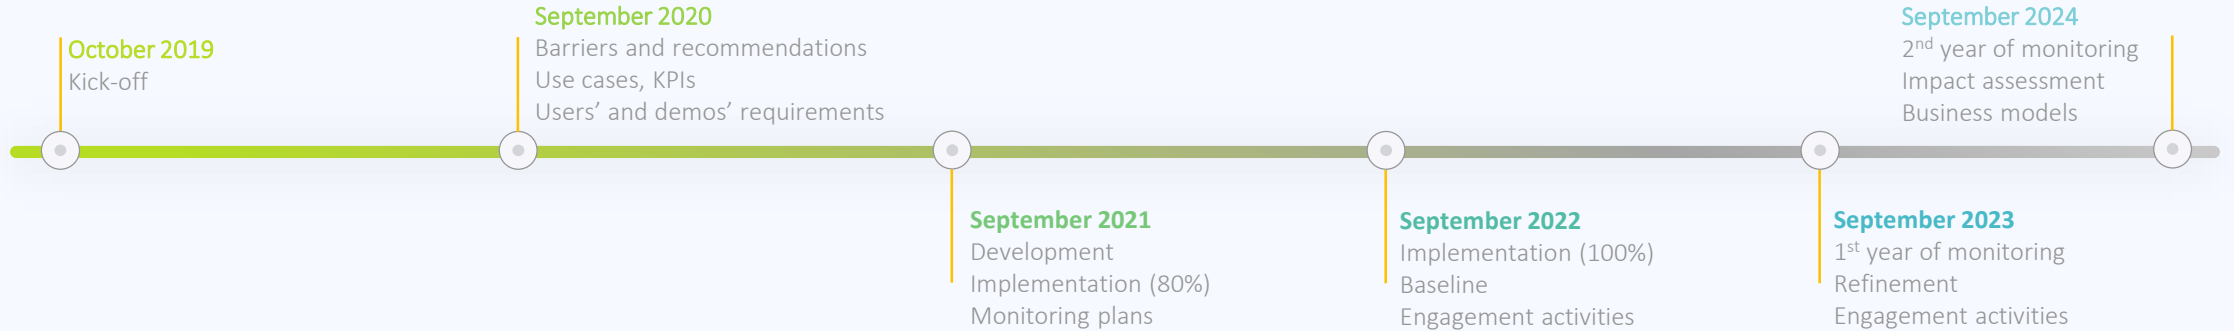 October 2019
Kick-off
September 2020
Barriers and recommendations
Use cases, KPIs
Users’ and demos’ requirements
September 2021
Development
Implementation (80%)
Monitoring plans
September 2022
Implementation (100%)
Baseline
Engagement activities
September 2023
1st year of monitoring
Refinement
Engagement activities
September 2024
2nd year of monitoring
Impact assessment
Business models